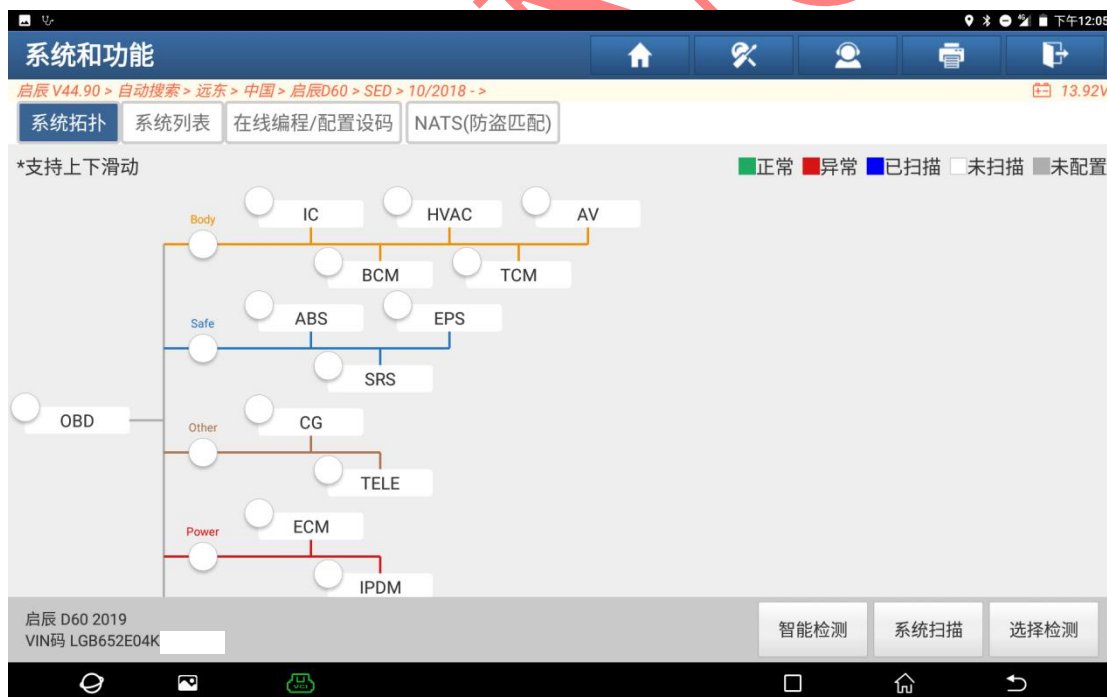 下午12:05
系统和功能
启辰 V44.90 > 自动搜索 > 远东 > 中国 > 启辰D60 > SED > 10/2018 - >
13.92V
系统拓扑 系统列表 在线编程/配置设码 NATS(防盗匹配)
*支持上下滑动
正常 异常 已扫描 未扫描 未配置
IC HVAC AV
Body
BCM TCM
ABS EPS
Safe
SRS
OBD
CG
Other
TELE
ECM
Power
IPDM
启辰 D60 2019
VIN码 LGB652E04K
智能检测 系统扫描 选择检测
VCI